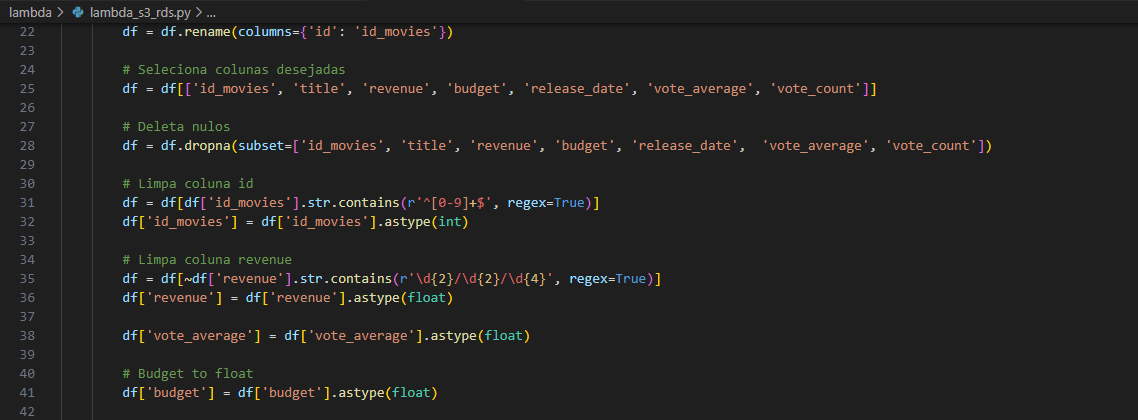 lambda > lambda_s3_rds.py > ...
22 df = df.rename(columns={'id': 'id_movies'})
23
24 # Seleciona colunas desejadas
25 df = df[['id_movies', 'title', 'revenue', 'budget', 'release_date', 'vote_average', 'vote_count']]
26
27 # Deleta nulos
28 df = df.dropna(subset=['id_movies', 'title', 'revenue', 'budget', 'release_date',  'vote_average', 'vote_count'])
29
30 # Limpa coluna id
31 df = df[df['id_movies'].str.contains(r'^[0-9]+$', regex=True)]
32 df['id_movies'] = df['id_movies'].astype(int)
33
34 # Limpa coluna revenue
35 df = df[~df['revenue'].str.contains(r'\d{2}/\d{2}/\d{4}', regex=True)]
36 df['revenue'] = df['revenue'].astype(float)
37
38 df['vote_average'] = df['vote_average'].astype(float)
39
40 # Budget to float
41 df['budget'] = df['budget'].astype(float)
42